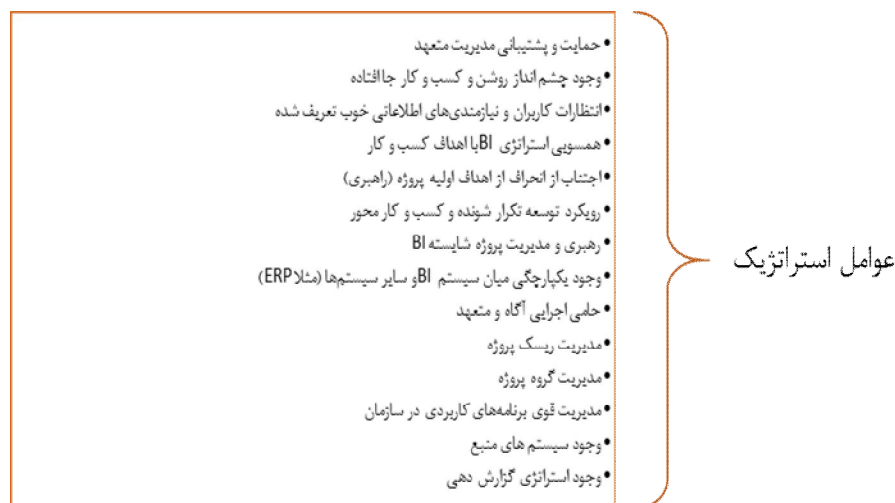 •حمایت و پشتیبانی مدیریت متعهد
•وجود چشم انداز روشن و کسب و کار جاافتاده
•انتظارات کاربران و نیازمندی‌های اطلاعاتی خوب تعریف شده
•همسویی استراتژی BIبا اهداف کسب و کار
•اجتناب از انحراف از اهداف اولیه پروژه (راهبری)
•رویکرد توسعه تکرار شونده و کسب و کار محور
•رهبری و مدیریت پروژه شایسته BI
•وجود یکپارچگی میان سیستم BIو سایر سیستم‌ها (مثلا ERP)
•حامی اجرایی آگاه و متعهد
•مدیریت ریسک پروژه
•مدیریت گروه پروژه
•مدیریت قوی برنامه‌های کاربردی در سازمان
•وجود سیستم های منبع
•وجود استراتژی گزارش دهی
عوامل استراتژیک